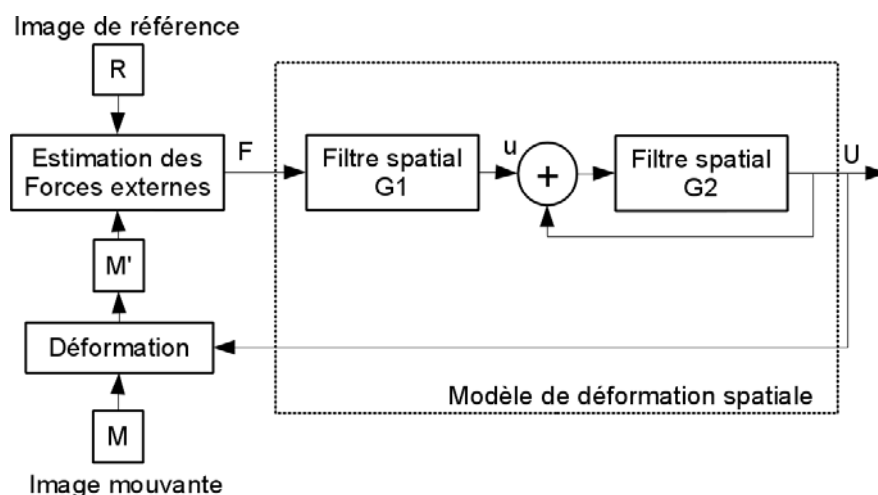 Image de référence
R
Estimation des
Forces externes
F
Filtre spatial
G1
u
+
Filtre spatial
G2
U
M'
Déformation
Modèle de déformation spatiale
M
Image mouvante